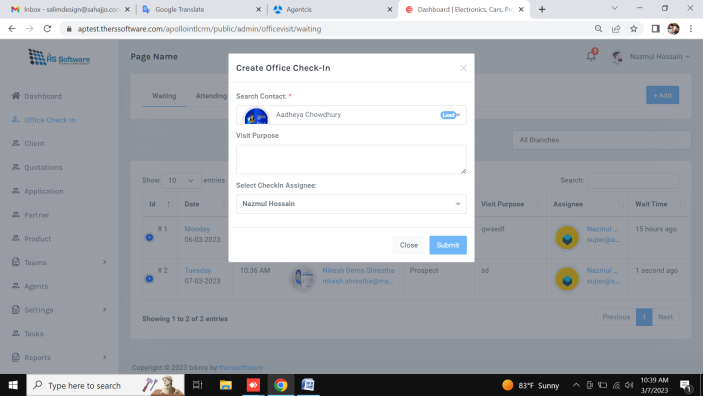 Inbox - salimdesign@sahajjo.con
Google Translate
Agentcis
Dashboard | Electronics, Cars, Pro
aptest.therssoftware.com/apollointlcrm/public/admin/officevisit/waiting
RS Software
Page Name
5
Nazmul Hossain
Dashboard
Office Check In
Client
Quotations
Application
Partner
Product
Teams
Agents
Settings
Tasks
Reports
Waiting
Attending
+ Add
All Branches
Show 10 entries
Search:
Id
Date
Visit Purpose
Assignee
Wait Time
# 1
Monday
06-03-2023
qweedf
Nazmul ...
super@a...
15 hours ago
# 2
Tuesday
07-03-2023
10:36 AM
Nikesh Demo Shrestha
nikesh.shrestha@my...
Prospect
sd
Nazmul ...
super@a...
1 second ago
Showing 1 to 2 of 2 entries
Previous 1 Next
Copyright © 2023 bikroy by therssoftware
Create Office Check-In
Search Contact: *
Aadheya Chowdhury
Lead
Visit Purpose
Select CheckIn Assignee:
Nazmul Hossain
Close
Submit
Type here to search
83°F Sunny
10:39 AM
3/7/2023
1